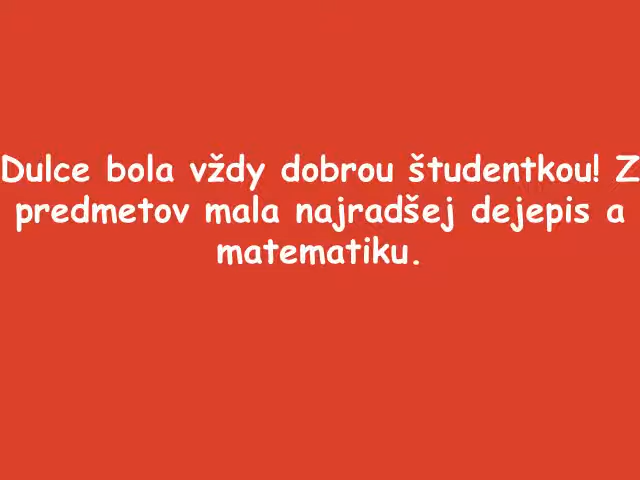 Dulce bola vždy dobrou študentkou! Z
predmetov mala najradšej dejepis a
matematiku.